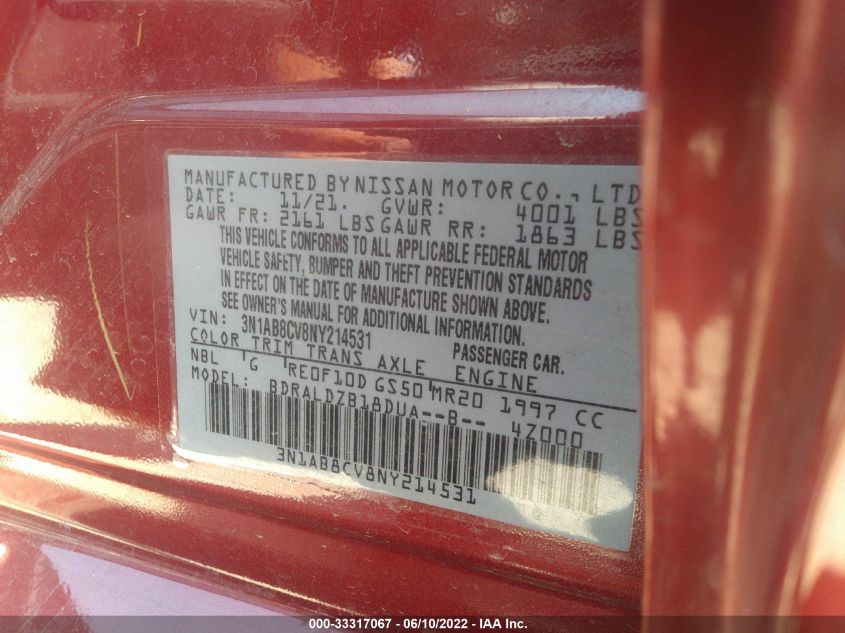 MANUFACTURED BY NISSAN MOTOR CO., LTD
DATE: 11/21. GVWR: 4001 LBS
GAWR FR: 2161 LBS GAWR RR: 1863 LBS
THIS VEHICLE CONFORMS TO ALL APPLICABLE FEDERAL MOTOR
VEHICLE SAFETY, BUMPER AND THEFT PREVENTION STANDARDS
IN EFFECT ON THE DATE OF MANUFACTURE SHOWN ABOVE.
SEE OWNER'S MANUAL FOR ADDITIONAL INFORMATION.
VIN: 3N1AB8CV8NY214531 PASSENGER CAR.
COLOR TRIM TRANS AXLE ENGINE
NBL 'G 'RE0F10D GS50'MR20 1997 CC
MODEL: BDRALDZB18DUA--B-- 4Z000
3N1AB8CV8NY214531
000-33317067 - 06/10/2022 - IAA Inc.